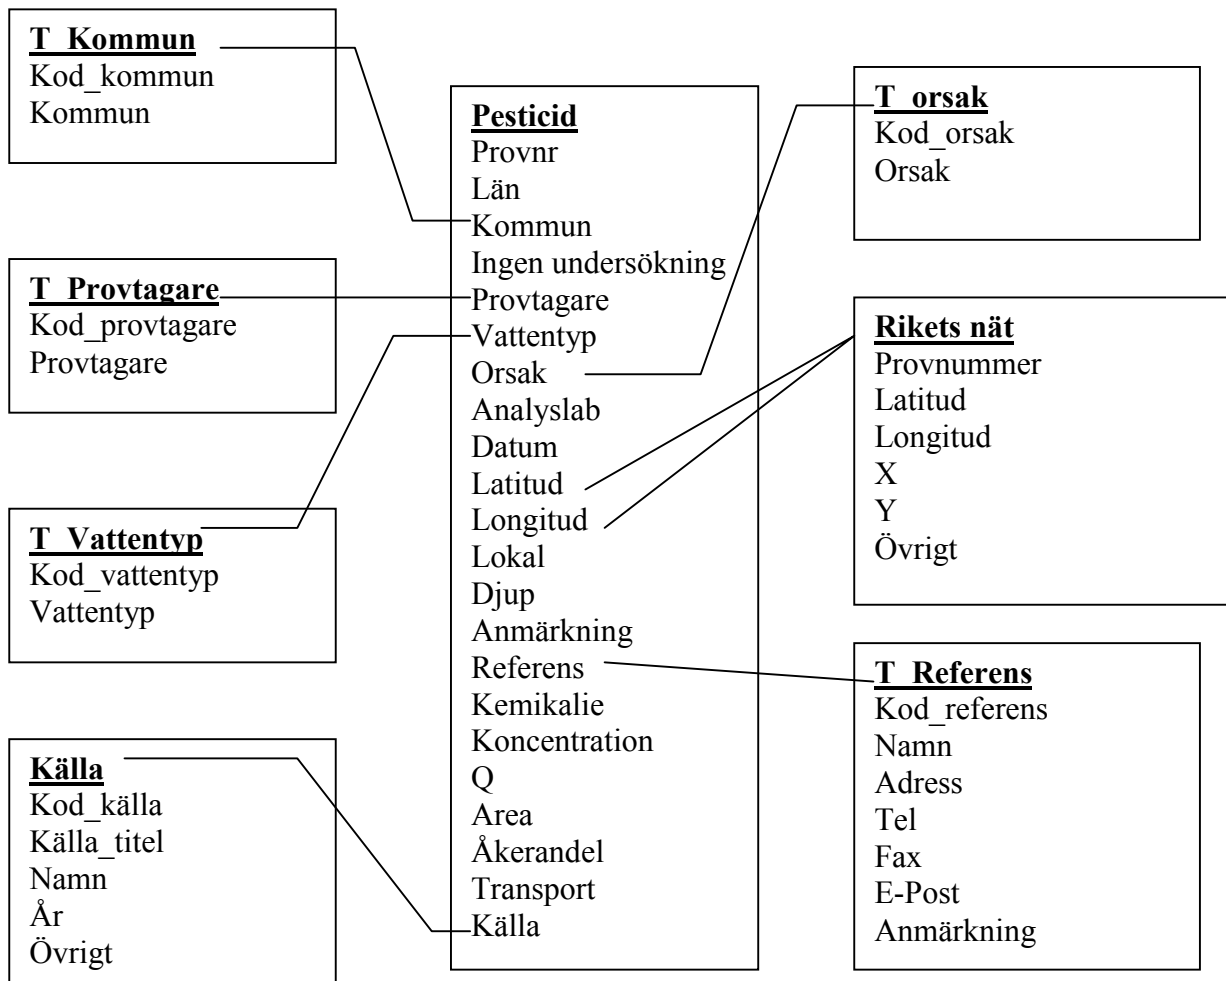 T_Kommun
Kod_kommun
Kommun
T_Provtagare
Kod_provtagare
Provtagare
T_Vattentyp
Kod_vattentyp
Vattentyp
Källa
Kod_källa
Källa_titel
Namn
År
Övrigt
Pesticid
Provnr
Län
Kommun
Ingen undersökning
Provtagare
Vattentyp
Orsak
Analyslab
Datum
Latitud
Longitud
Lokal
Djup
Anmärkning
Referens
Kemikalie
Koncentration
Q
Area
Åkerandel
Transport
Källa
T_orsak
Kod_orsak
Orsak
Rikets nät
Provnummer
Latitud
Longitud
X
Y
Övrigt
T_Referens
Kod_referens
Namn
Adress
Tel
Fax
E-Post
Anmärkning